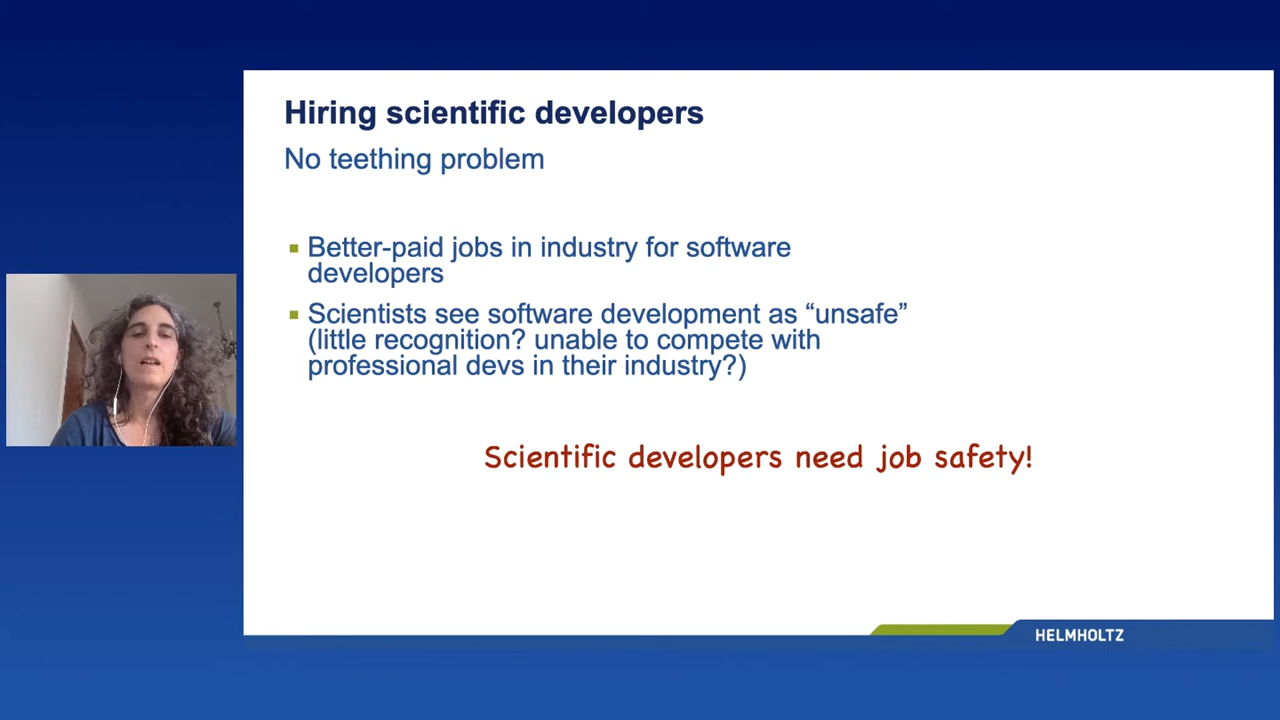 Hiring scientific developers
No teething problem
Better-paid jobs in industry for software
developers
Scientists see software development as “unsafe”
(little recognition? unable to compete with
professional devs in their industry?)
Scientific developers need job safety!
HELMHOLTZ